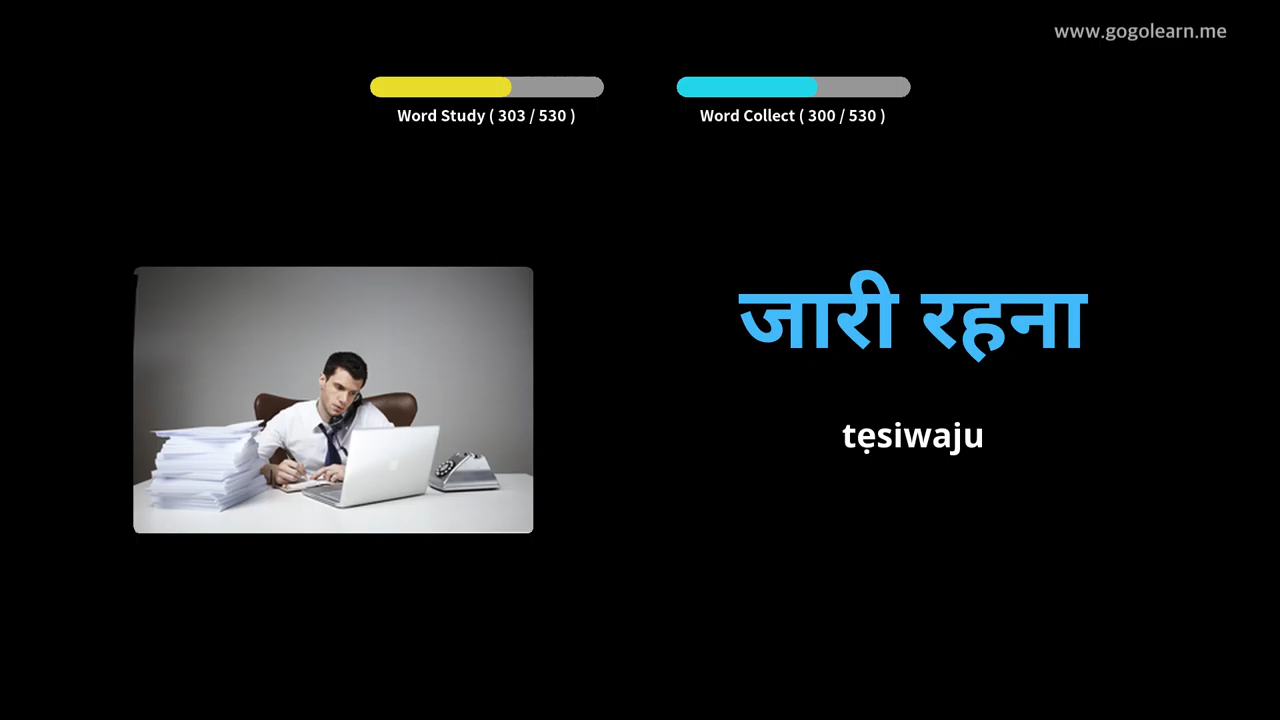 www.gogolearn.me
Word Study ( 303 / 530 )
Word Collect ( 300 / 530 )
जारी रहना
tẹsiwaju